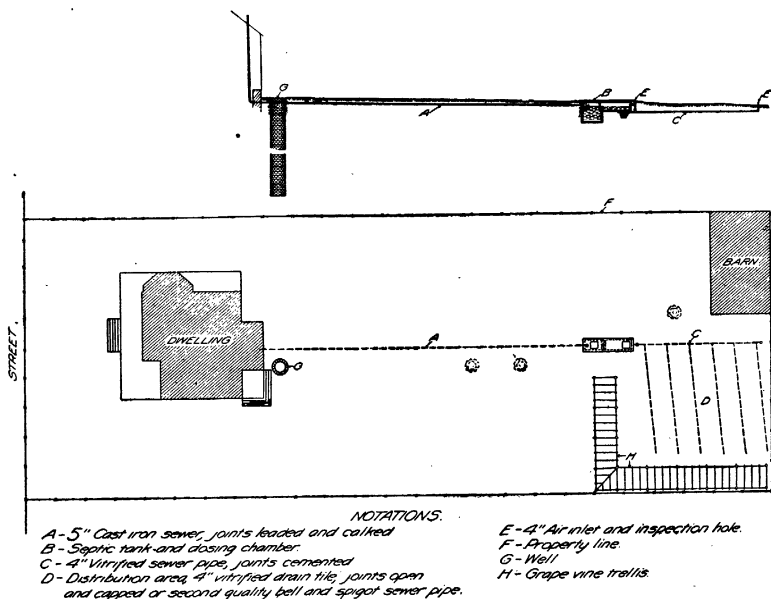 G
B
E
E
A
C
F
BARN
STREET.
DWELLING
A
C
G
D
H
NOTATIONS.
A - 5" Cast iron sewer, joints leaded and calked
B - Septic tank and dosing chamber.
C - 4" Vitrified sewer pipe, joints cemented
D - Distribution area, 4" vitrified drain tile, joints open
and capped or second quality bell and spigot sewer pipe.
E - 4" Air inlet and inspection hole.
F - Property line.
G - Well
H - Grape vine trellis.